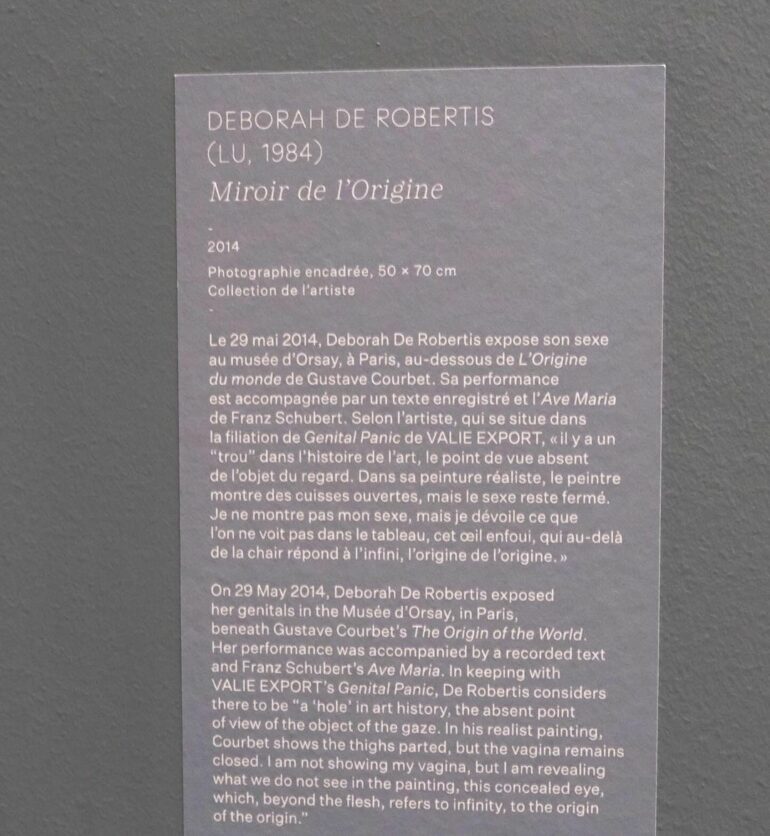 DEBORAH DE ROBERTIS
(LU, 1984)
Miroir de l'Origine
-
2014
Photographie encadrée, 50 × 70 cm
Collection de l'artiste
-
Le 29 mai 2014, Deborah De Robertis expose son sexe
au musée d'Orsay, à Paris, au-dessous de L'Origine
du monde de Gustave Courbet. Sa performance
est accompagnée par un texte enregistré et l'Ave Maria
de Franz Schubert. Selon l'artiste, qui se situe dans
la filiation de Genital Panic de VALIE EXPORT, « il y a un
“trou” dans l'histoire de l'art, le point de vue absent
de l'objet du regard. Dans sa peinture réaliste, le peintre
montre des cuisses ouvertes, mais le sexe reste fermé.
Je ne montre pas mon sexe, mais je dévoile ce que
l'on ne voit pas dans le tableau, cet œil enfoui, qui au-delà
de la chair répond à l'infini, l'origine de l'origine. »
On 29 May 2014, Deborah De Robertis exposed
her genitals in the Musée d'Orsay, in Paris,
beneath Gustave Courbet's The Origin of the World.
Her performance was accompanied by a recorded text
and Franz Schubert's Ave Maria. In keeping with
VALIE EXPORT's Genital Panic, De Robertis considers
there to be “a ‘hole’ in art history, the absent point
of view of the object of the gaze. In his realist painting,
Courbet shows the thighs parted, but the vagina remains
closed. I am not showing my vagina, but I am revealing
what we do not see in the painting, this concealed eye,
which, beyond the flesh, refers to infinity, to the origin
of the origin.”